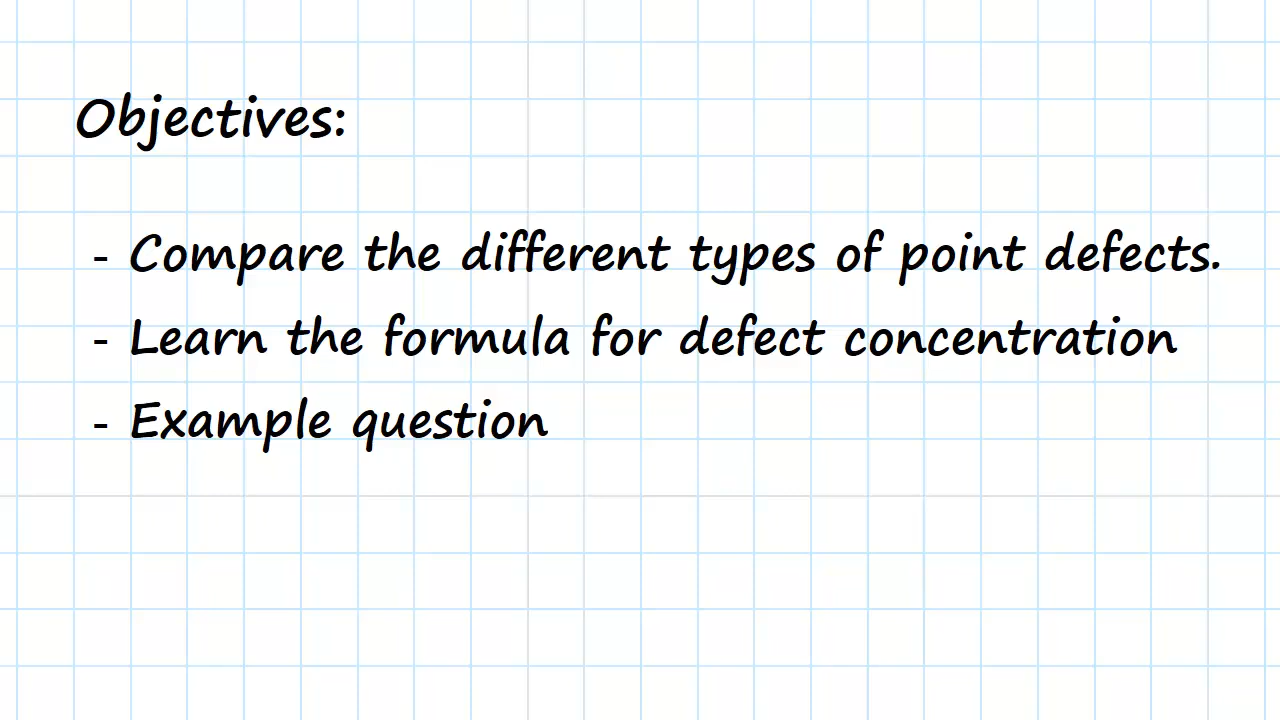 Objectives:
- Compare the different types of point defects.
- Learn the formula for defect concentration
- Example question